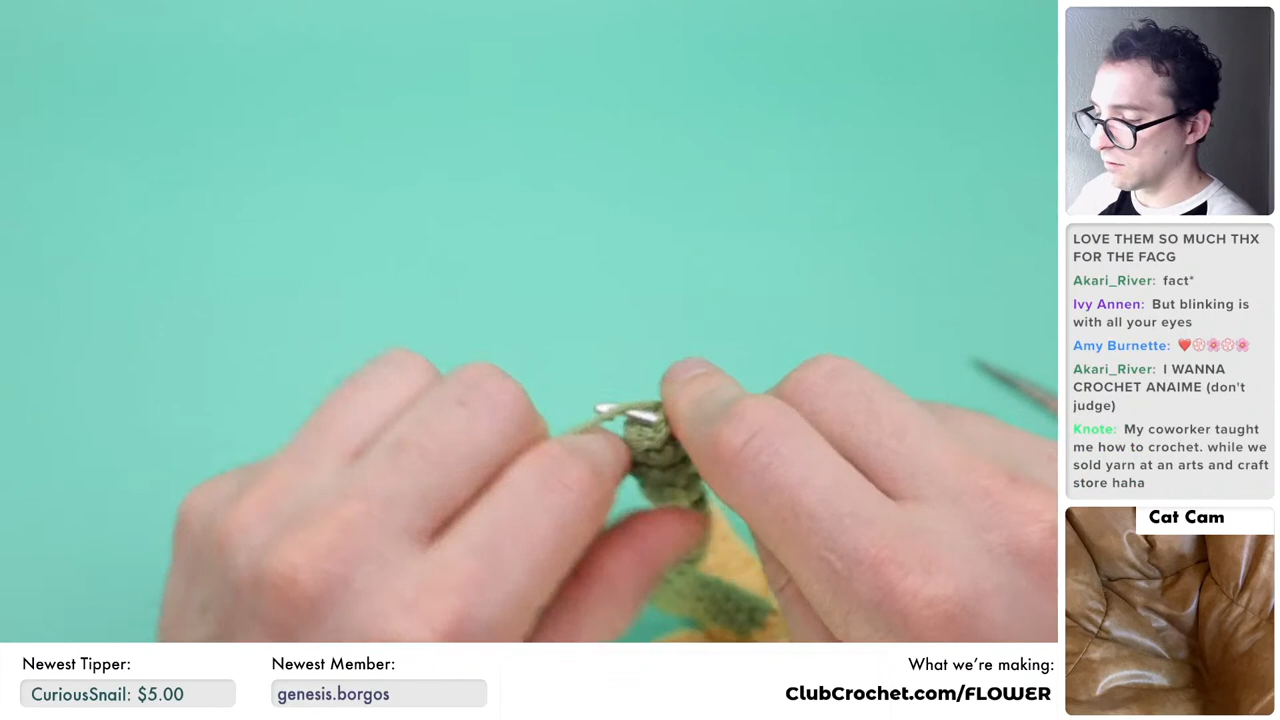 LOVE THEM SO MUCH THX
FOR THE FACG
Akari_River: fact*
Ivy Annen: But blinking is
with all your eyes
Amy Burnette: ❤️💮🌸💮🌸
Akari_River: I WANNA
CROCHET ANAIME (don't
judge)
Knote: My coworker taught
me how to crochet. while we
sold yarn at an arts and craft
store haha
Cat Cam
Newest Tipper:
CuriousSnail: $5.00
Newest Member:
genesis.borgos
What we're making:
ClubCrochet.com/FLOWER